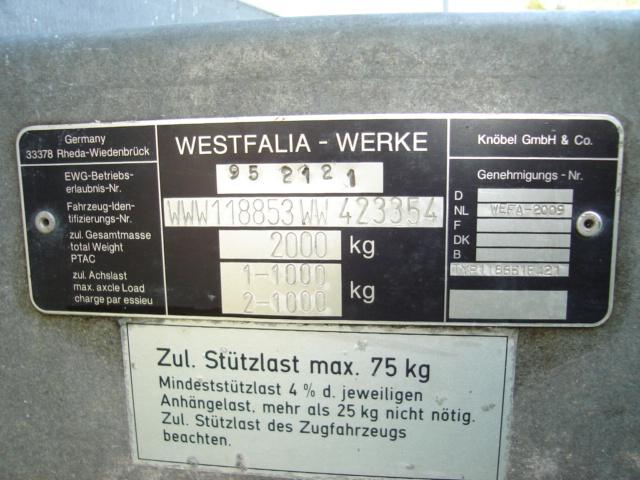 Germany
33378 Rheda-Wiedenbrück
WESTFALIA - WERKE
Knöbel GmbH & Co.
EWG-Betriebs-
erlaubnis-Nr.
95 2121
Genehmigungs - Nr.
Fahrzeug-Iden-
tifizierungs-Nr.
WWW118853WW423354
D
NL WEFA-2009
F
DK
B
zul. Gesamtmasse
total Weight
PTAC
2000 kg
zul. Achslast
max. axcle Load
charge par essieu
1-1000
2-1000 kg
Zul. Stützlast max. 75 kg
Mindeststützlast 4 % d. jeweiligen
Anhängelast, mehr als 25 kg nicht nötig.
Zul. Stützlast des Zugfahrzeugs
beachten.